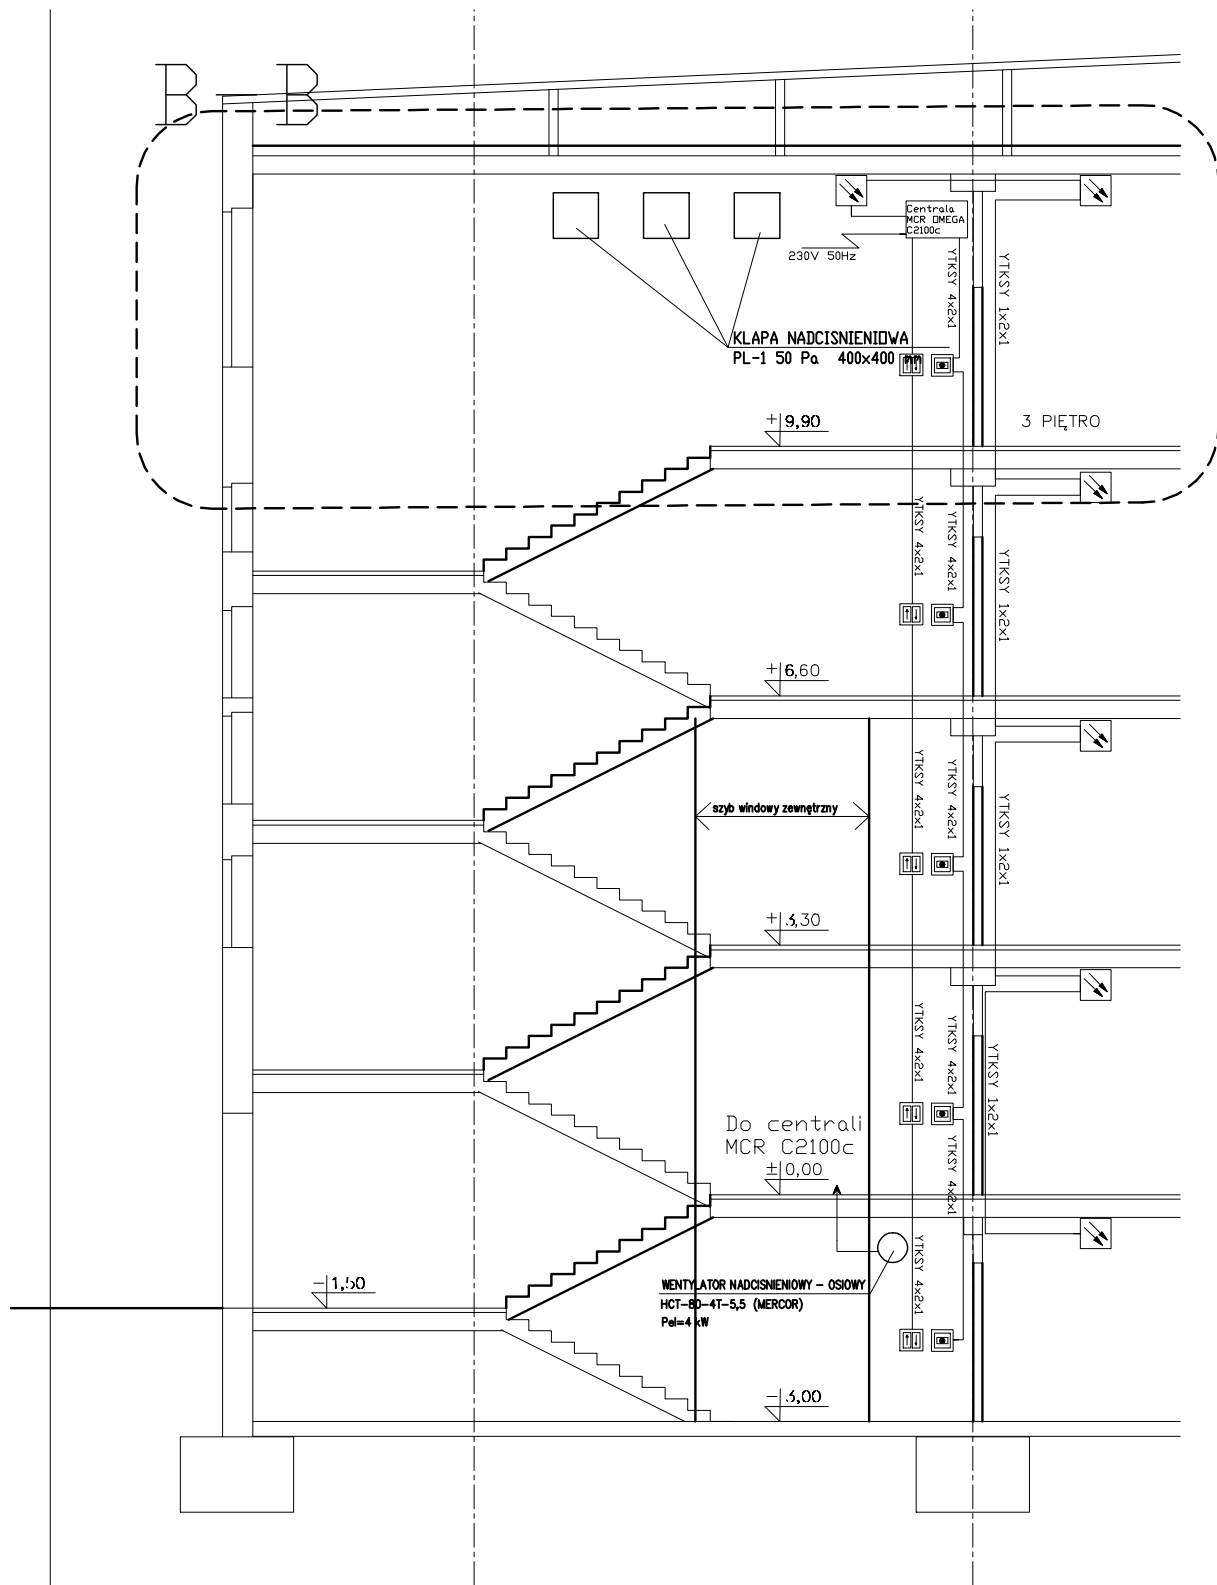 B B
Centrala
MCR OMEGA
C2100c
230V 50Hz
YTKSY 4x2x1
YTKSY 1x2x1
KLAPA NADCISNIENIOWA
PL-1 50 Pa 400x400 mm
+9,90
3 PIĘTRO
YTKSY 4x2x1
YTKSY 4x2x1
YTKSY 1x2x1
+6,60
YTKSY 4x2x1
YTKSY 4x2x1
YTKSY 1x2x1
szyb windowy zewnętrzny
+3,30
YTKSY 4x2x1
YTKSY 4x2x1
YTKSY 1x2x1
Do centrali
MCR C2100c
±0,00
YTKSY 4x2x1
YTKSY 4x2x1
WENTYLATOR NADCISNIENIOWY - OSIOWY
HCT-80-4T-5,5 (MERCOR)
Pel=4 kW
-1,50
-3,00